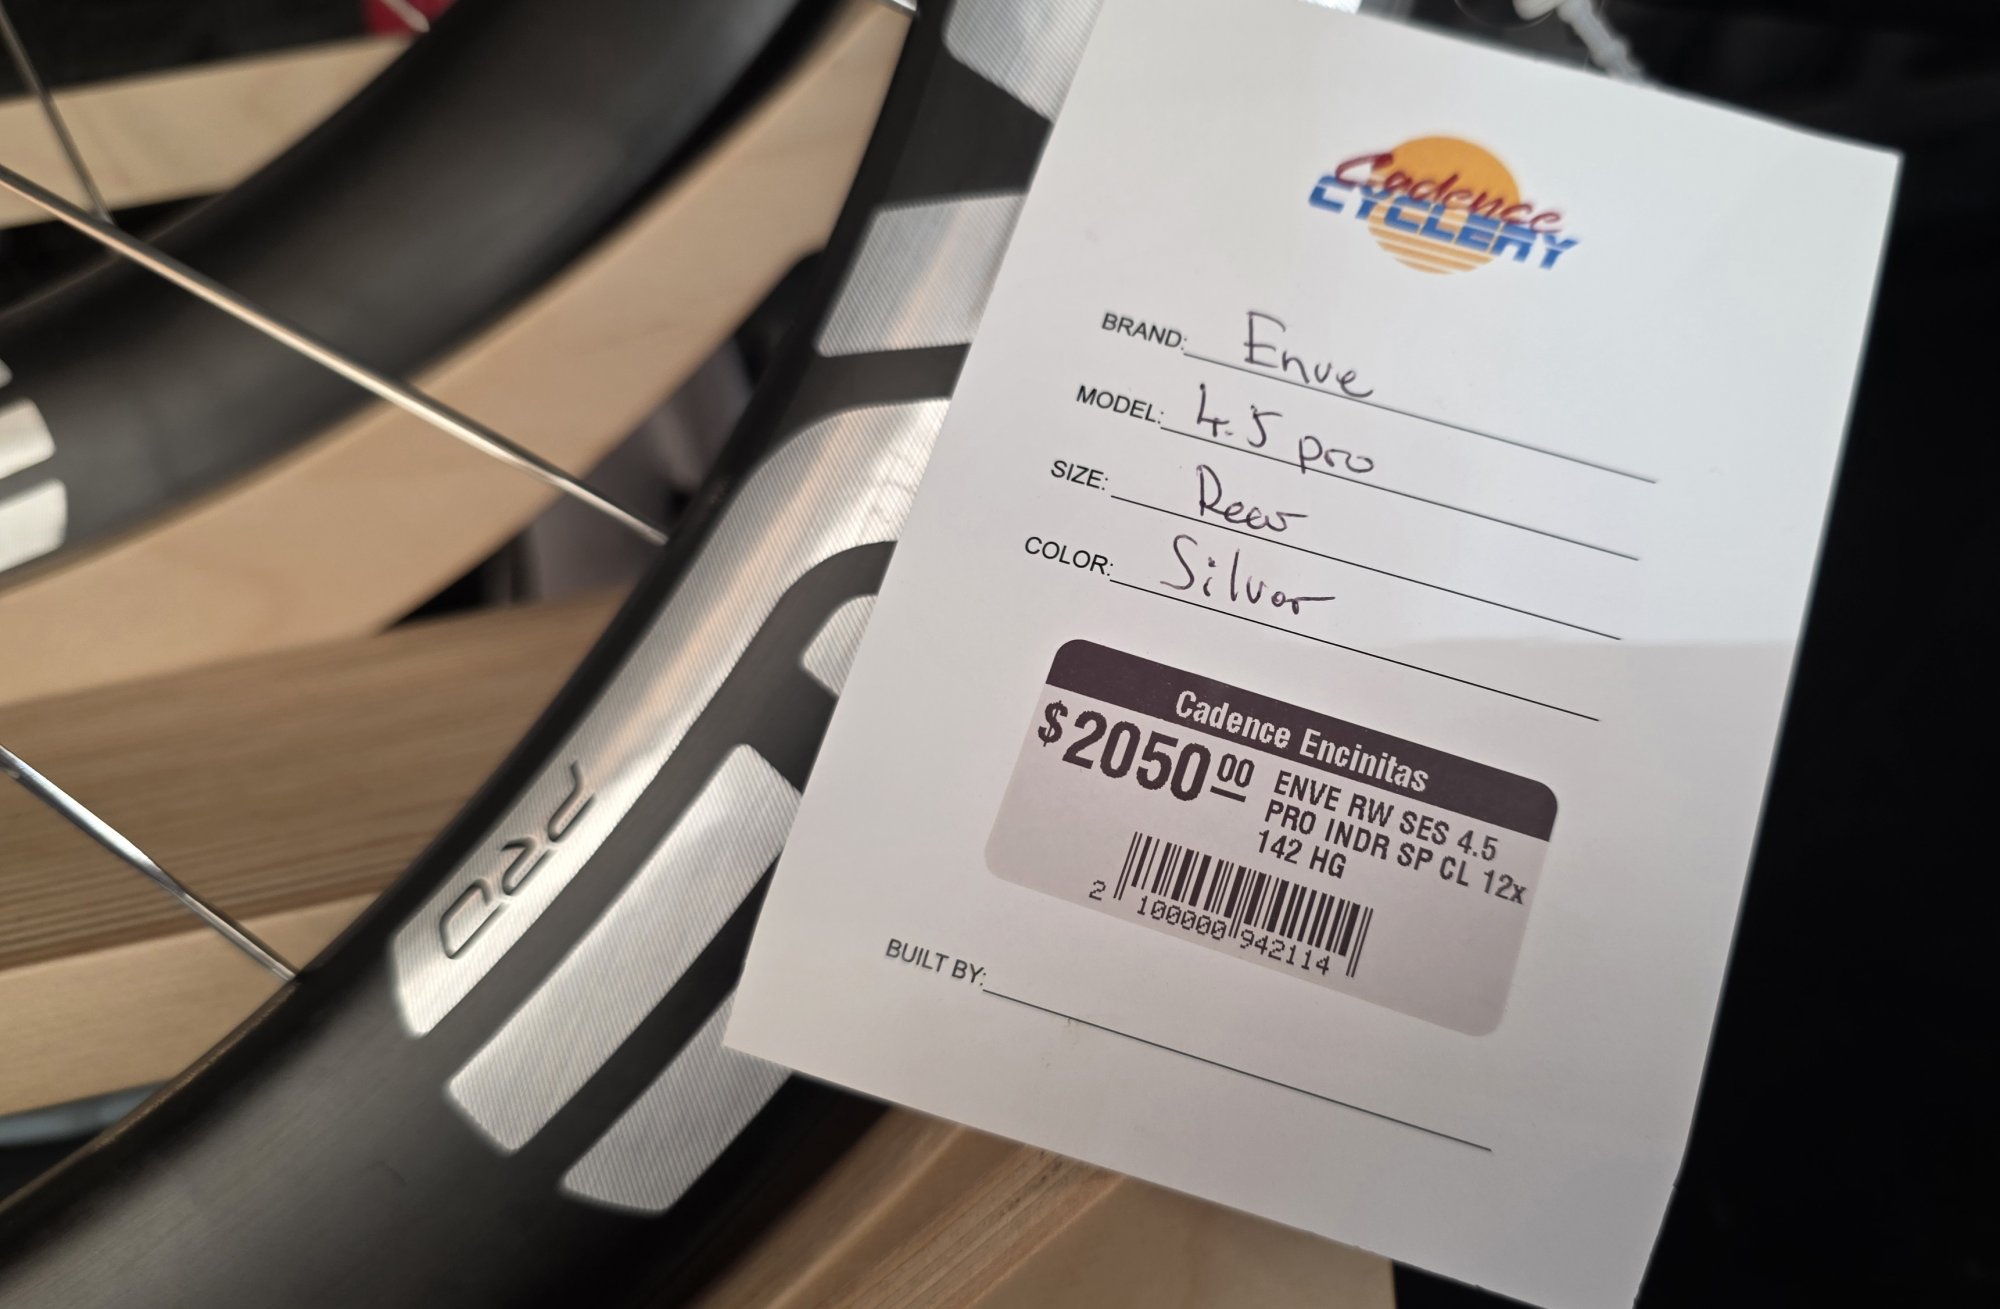 Cadence
CYCLERY
BRAND: Enve
MODEL: 4.5 pro
SIZE: Rear
COLOR: Silver
Cadence Encinitas
$2050.00
ENVE RW SES 4.5
PRO INDR SP CL 12x
142 HG
2 100000 942114
BUILT BY:
PRO